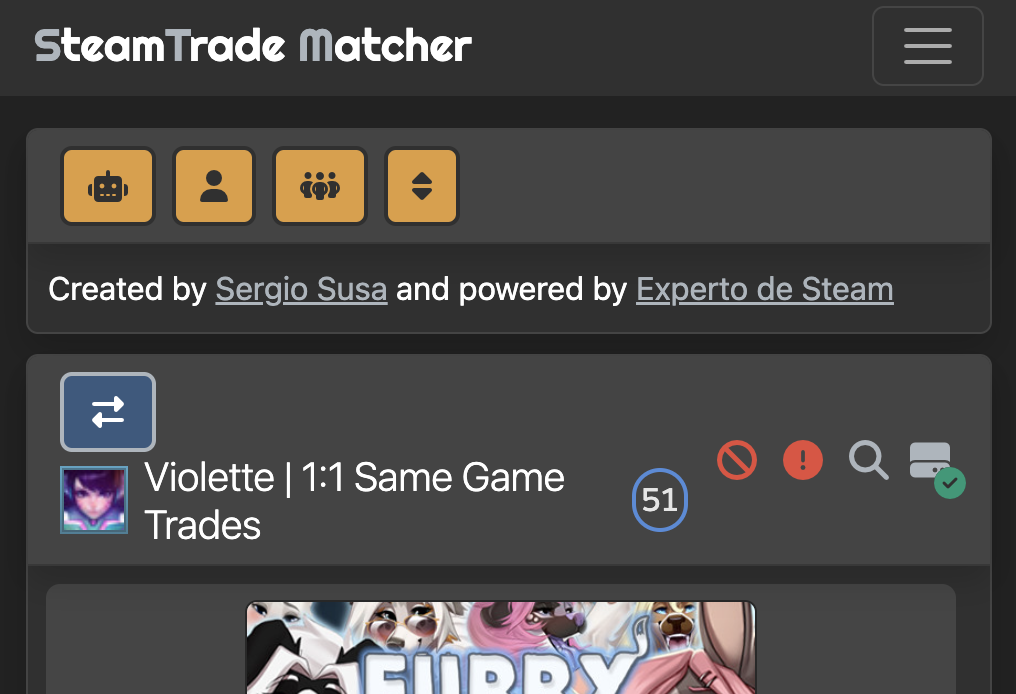 SteamTrade Matcher
Created by Sergio Susa and powered by Experto de Steam
Violette | 1:1 Same Game
Trades
51
FURRY